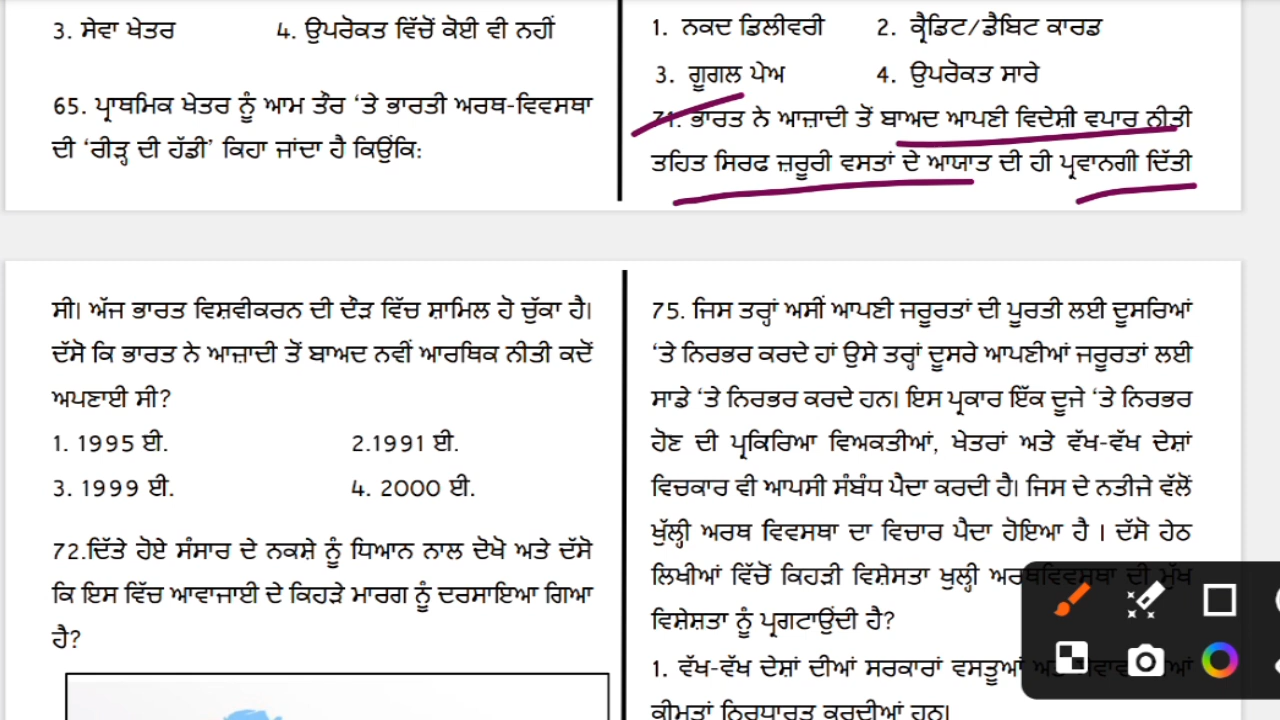 3. ਸੇਵਾ ਖੇਤਰ 4. ਉਪਰੋਕਤ ਵਿੱਚੋਂ ਕੋਈ ਵੀ ਨਹੀਂ
65. ਪ੍ਰਾਥਮਿਕ ਖੇਤਰ ਨੂੰ ਆਮ ਤੌਰ ‘ਤੇ ਭਾਰਤੀ ਅਰਥ-ਵਿਵਸਥਾ
ਦੀ ‘ਰੀੜ੍ਹ ਦੀ ਹੱਡੀ’ ਕਿਹਾ ਜਾਂਦਾ ਹੈ ਕਿਉਂਕਿ:
1. ਨਕਦ ਡਿਲੀਵਰੀ 2. ਕ੍ਰੈਡਿਟ/ਡੈਬਿਟ ਕਾਰਡ
3. ਗੂਗਲ ਪੇਅ 4. ਉਪਰੋਕਤ ਸਾਰੇ
71. ਭਾਰਤ ਨੇ ਆਜ਼ਾਦੀ ਤੋਂ ਬਾਅਦ ਆਪਣੀ ਵਿਦੇਸ਼ੀ ਵਪਾਰ ਨੀਤੀ
ਤਹਿਤ ਸਿਰਫ ਜ਼ਰੂਰੀ ਵਸਤਾਂ ਦੇ ਆਯਾਤ ਦੀ ਹੀ ਪ੍ਰਵਾਨਗੀ ਦਿੱਤੀ
ਸੀ। ਅੱਜ ਭਾਰਤ ਵਿਸ਼ਵੀਕਰਨ ਦੀ ਦੌੜ ਵਿੱਚ ਸ਼ਾਮਿਲ ਹੋ ਚੁੱਕਾ ਹੈ।
ਦੱਸੋ ਕਿ ਭਾਰਤ ਨੇ ਆਜ਼ਾਦੀ ਤੋਂ ਬਾਅਦ ਨਵੀਂ ਆਰਥਿਕ ਨੀਤੀ ਕਦੋਂ
ਅਪਣਾਈ ਸੀ?
1. 1995 ਈ. 2.1991 ਈ.
3. 1999 ਈ. 4. 2000 ਈ.
72.ਦਿੱਤੇ ਹੋਏ ਸੰਸਾਰ ਦੇ ਨਕਸ਼ੇ ਨੂੰ ਧਿਆਨ ਨਾਲ ਦੇਖੋ ਅਤੇ ਦੱਸੋ
ਕਿ ਇਸ ਵਿੱਚ ਆਵਾਜਾਈ ਦੇ ਕਿਹੜੇ ਮਾਰਗ ਨੂੰ ਦਰਸਾਇਆ ਗਿਆ
ਹੈ?
75. ਜਿਸ ਤਰ੍ਹਾਂ ਅਸੀਂ ਆਪਣੀ ਜਰੂਰਤਾਂ ਦੀ ਪੂਰਤੀ ਲਈ ਦੂਸਰਿਆਂ
‘ਤੇ ਨਿਰਭਰ ਕਰਦੇ ਹਾਂ ਉਸੇ ਤਰ੍ਹਾਂ ਦੂਸਰੇ ਆਪਣੀਆਂ ਜਰੂਰਤਾਂ ਲਈ
ਸਾਡੇ ‘ਤੇ ਨਿਰਭਰ ਕਰਦੇ ਹਨ। ਇਸ ਪ੍ਰਕਾਰ ਇੱਕ ਦੂਜੇ ‘ਤੇ ਨਿਰਭਰ
ਹੋਣ ਦੀ ਪ੍ਰਕਿਰਿਆ ਵਿਅਕਤੀਆਂ, ਖੇਤਰਾਂ ਅਤੇ ਵੱਖ-ਵੱਖ ਦੇਸ਼ਾਂ
ਵਿਚਕਾਰ ਵੀ ਆਪਸੀ ਸੰਬੰਧ ਪੈਦਾ ਕਰਦੀ ਹੈ। ਜਿਸ ਦੇ ਨਤੀਜੇ ਵੱਲੋਂ
ਖੁੱਲ੍ਹੀ ਅਰਥ ਵਿਵਸਥਾ ਦਾ ਵਿਚਾਰ ਪੈਦਾ ਹੋਇਆ ਹੈ । ਦੱਸੋ ਹੇਠ
ਲਿਖੀਆਂ ਵਿੱਚੋਂ ਕਿਹੜੀ ਵਿਸ਼ੇਸਤਾ ਖੁਲ੍ਹੀ ਅਰਥਵਿਵਸਥਾ ਦੀ ਮੁੱਖ
ਵਿਸ਼ੇਸ਼ਤਾ ਨੂੰ ਪ੍ਰਗਟਾਉਂਦੀ ਹੈ?
1. ਵੱਖ-ਵੱਖ ਦੇਸ਼ਾਂ ਦੀਆਂ ਸਰਕਾਰਾਂ ਵਸਤੂਆਂ
ਕੀਮਤਾਂ ਨਿਰਧਾਰਤ ਕਰਦੀਆਂ ਹਨ।